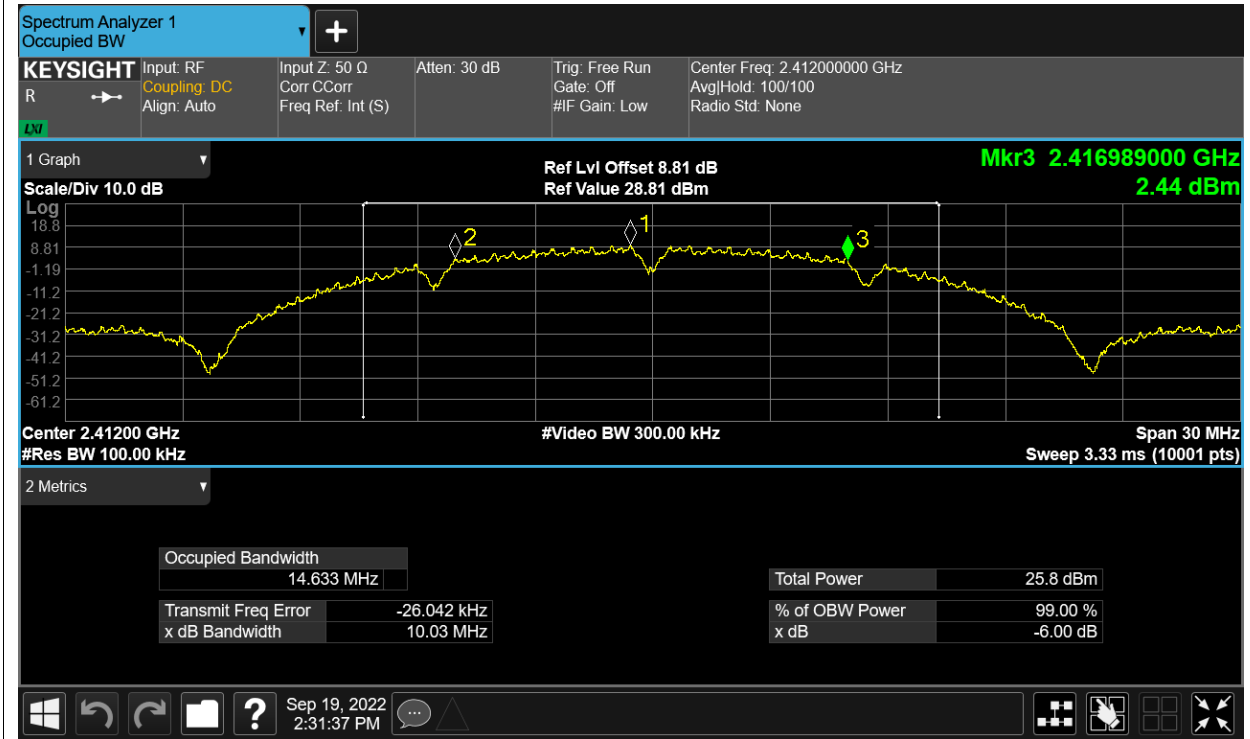 Spectrum Analyzer 1
Occupied BW
KEYSIGHT Input: RF Input Z: 50 Ω Atten: 30 dB Trig: Free Run Center Freq: 2.412000000 GHz
R Coupling: DC Corr CCorr Gate: Off Avg|Hold: 100/100
Align: Auto Freq Ref: Int (S) #IF Gain: Low Radio Std: None
LXI
1 Graph Ref Lvl Offset 8.81 dB Mkr3 2.416989000 GHz
Scale/Div 10.0 dB Ref Value 28.81 dBm 2.44 dBm
Log
18.8
8.81
-1.19
-11.2
-21.2
-31.2
-41.2
-51.2
-61.2
2
1
3
Center 2.41200 GHz #Video BW 300.00 kHz Span 30 MHz
#Res BW 100.00 kHz Sweep 3.33 ms (10001 pts)
2 Metrics
Occupied Bandwidth
14.633 MHz Total Power 25.8 dBm
Transmit Freq Error -26.042 kHz % of OBW Power 99.00 %
x dB Bandwidth 10.03 MHz x dB -6.00 dB
? Sep 19, 2022
2:31:37 PM